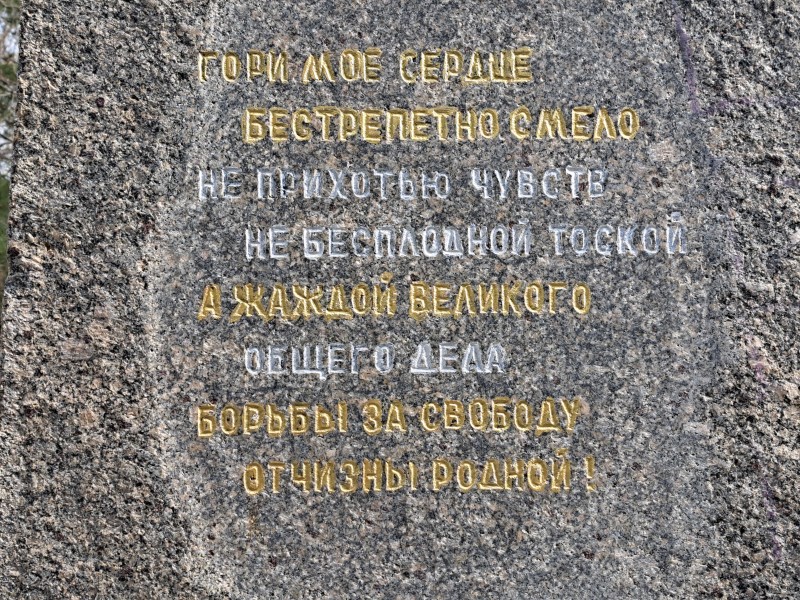 ГОРИ МОЕ СЕРДЦЕ
БЕСТРЕПЕТНО СМЕЛО
НЕ ПРИХОТЬЮ ЧУВСТВ
НЕ БЕСПЛОДНОЙ ТОСКОЙ
А ЖАЖДОЙ ВЕЛИКОГО
ОБЩЕГО ДЕЛА
БОРЬБЫ ЗА СВОБОДУ
ОТЧИЗНЫ РОДНОЙ !